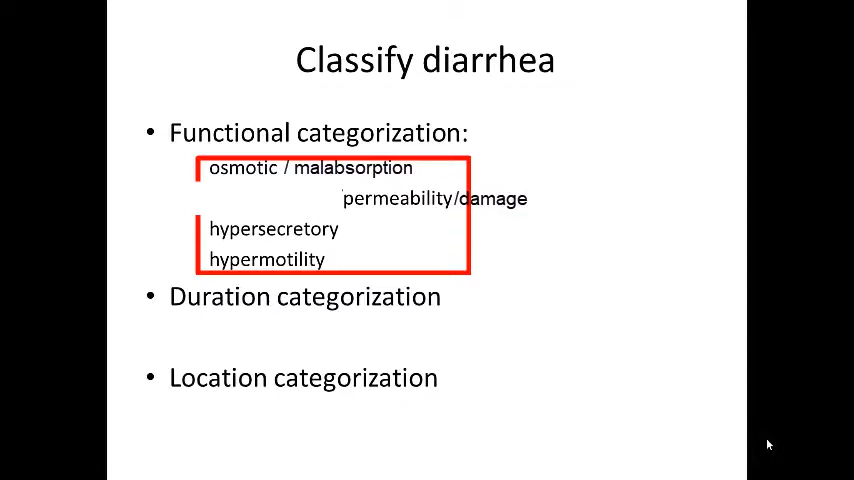 Classify diarrhea
• Functional categorization:
osmotic / malabsorption
permeability/damage
hypersecretory
hypermotility
• Duration categorization
• Location categorization